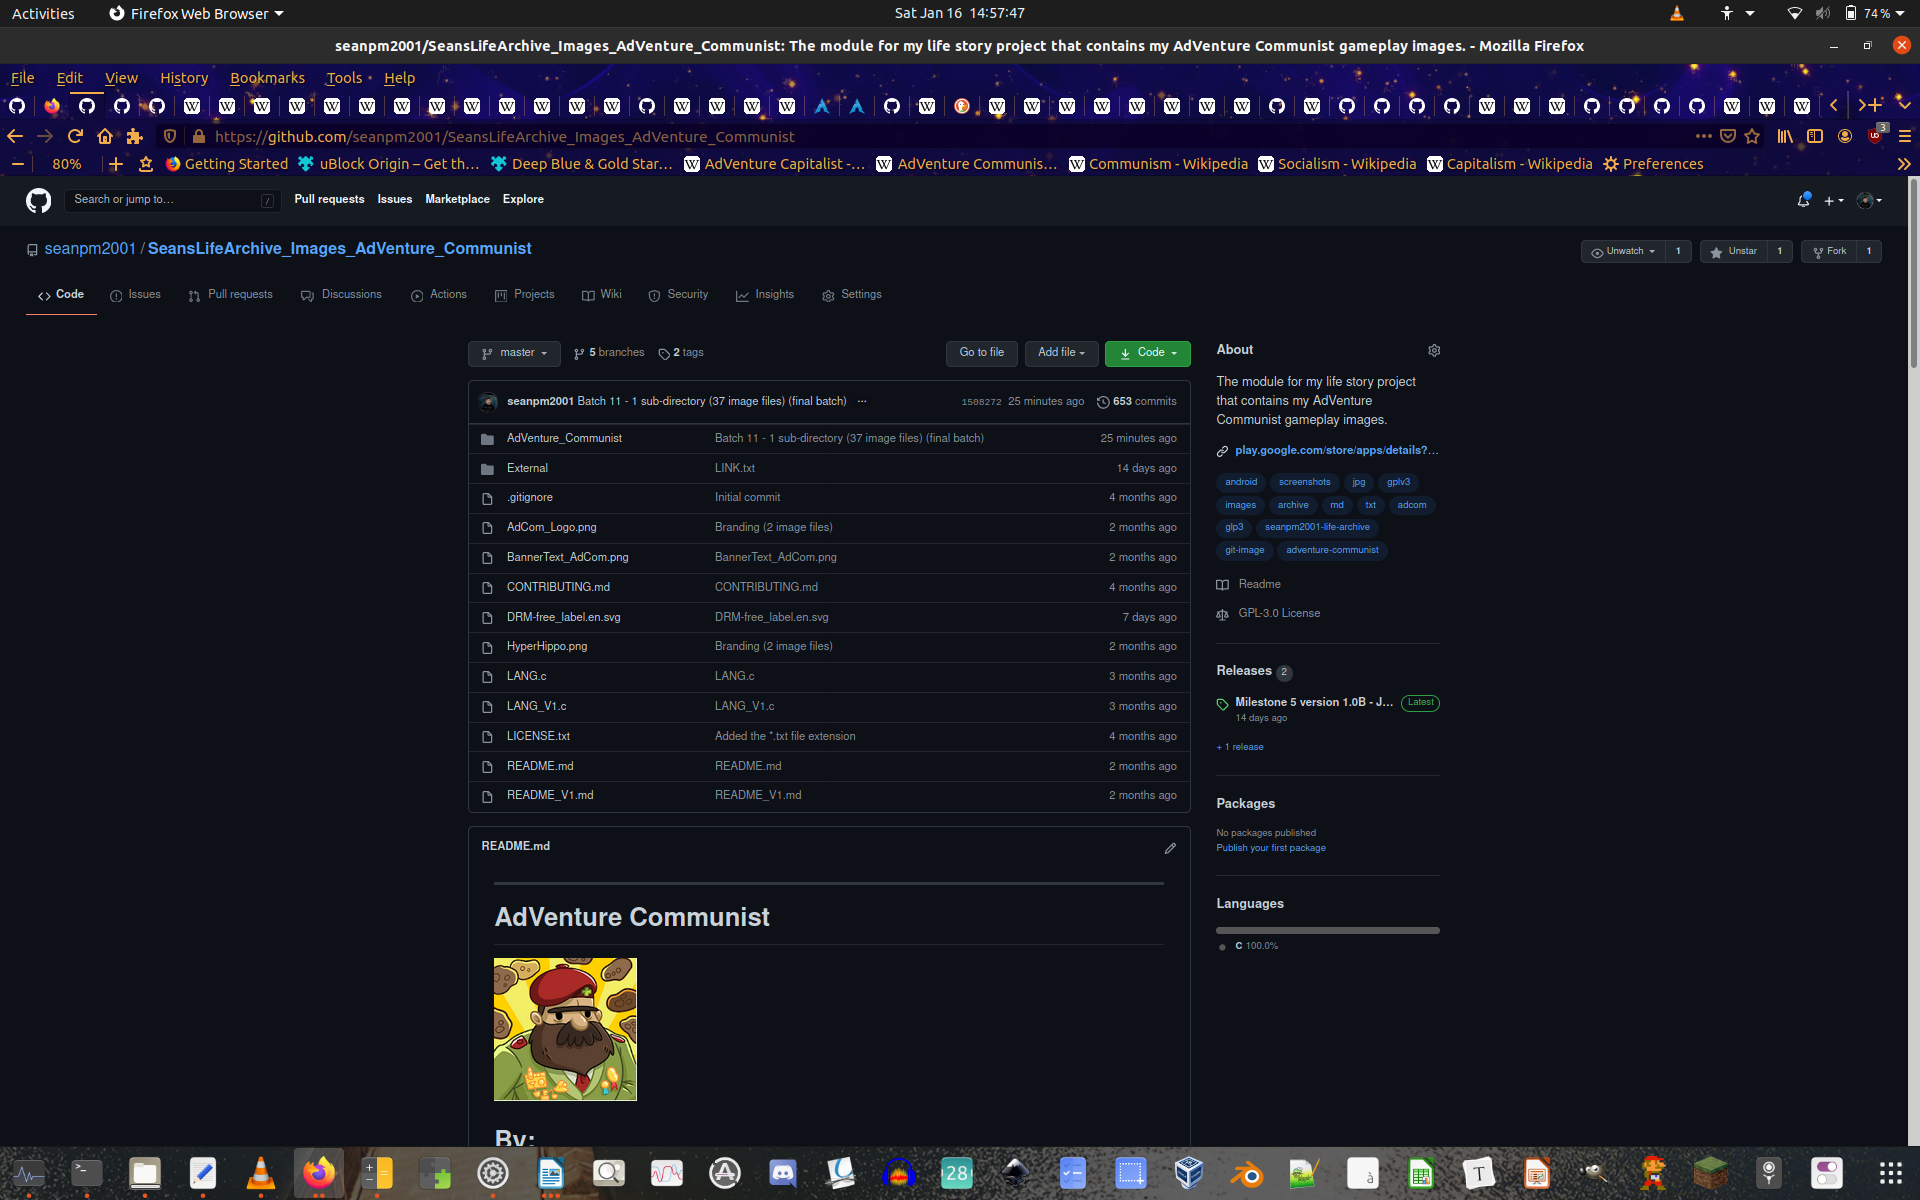 Activities Firefox Web Browser Sat Jan 16 14:57:47 74 %
seanpm2001/SeansLifeArchive_Images_AdVenture_Communist: The module for my life story project that contains my AdVenture Communist gameplay images. - Mozilla Firefox
File Edit View History Bookmarks Tools Help
https://github.com/seanpm2001/SeansLifeArchive_Images_AdVenture_Communist 3
80% Getting Started uBlock Origin – Get th… Deep Blue & Gold Star… AdVenture Capitalist -… AdVenture Communis… Communism - Wikipedia Socialism - Wikipedia Capitalism - Wikipedia Preferences
Search or jump to… / Pull requests Issues Marketplace Explore
seanpm2001 / SeansLifeArchive_Images_AdVenture_Communist Unwatch 1 Unstar 1 Fork 1
Code Issues Pull requests Discussions Actions Projects Wiki Security Insights Settings
master 5 branches 2 tags Go to file Add file Code
seanpm2001 Batch 11 - 1 sub-directory (37 image files) (final batch) ... 1508272 25 minutes ago 653 commits
AdVenture_Communist Batch 11 - 1 sub-directory (37 image files) (final batch) 25 minutes ago
External LINK.txt 14 days ago
.gitignore Initial commit 4 months ago
AdCom_Logo.png Branding (2 image files) 2 months ago
BannerText_AdCom.png BannerText_AdCom.png 2 months ago
CONTRIBUTING.md CONTRIBUTING.md 4 months ago
DRM-free_label.en.svg DRM-free_label.en.svg 7 days ago
HyperHippo.png Branding (2 image files) 2 months ago
LANG.c LANG.c 3 months ago
LANG_V1.c LANG_V1.c 3 months ago
LICENSE.txt Added the *.txt file extension 4 months ago
README.md README.md 2 months ago
README_V1.md README_V1.md 2 months ago
README.md
AdVenture Communist
By:
About
The module for my life story project
that contains my AdVenture
Communist gameplay images.
play.google.com/store/apps/details?…
android screenshots jpg gplv3
images archive md txt adcom
glp3 seanpm2001-life-archive
git-image adventure-communist
Readme
GPL-3.0 License
Releases 2
Milestone 5 version 1.0B - J… Latest
14 days ago
+ 1 release
Packages
No packages published
Publish your first package
Languages
C 100.0%
28